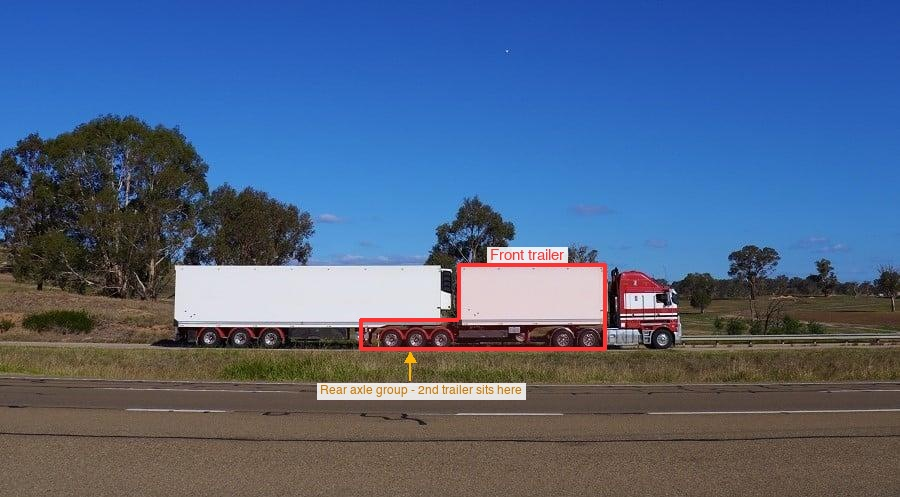 Front trailer
Rear axle group - 2nd trailer sits here